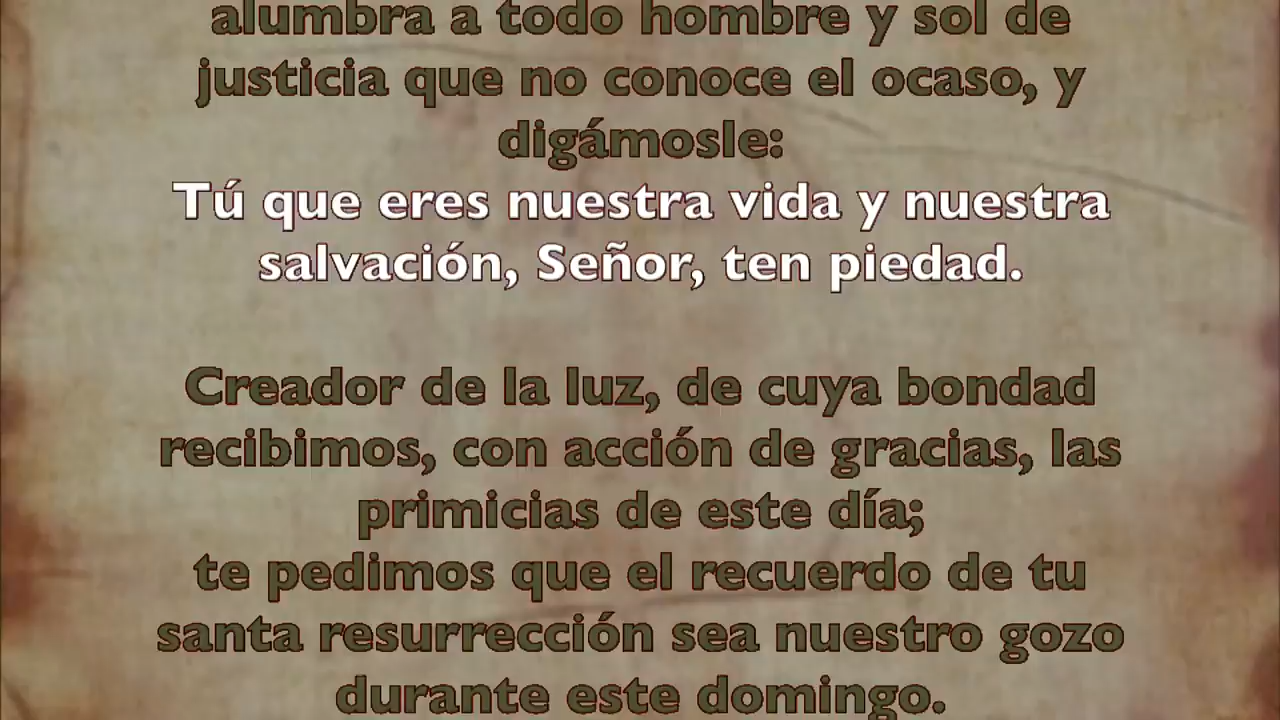 alumbra a todo hombre y sol de
justicia que no conoce el ocaso, y
digámosle:
Tú que eres nuestra vida y nuestra
salvación, Señor, ten piedad.
Creador de la luz, de cuya bondad
recibimos, con acción de gracias, las
primicias de este día;
te pedimos que el recuerdo de tu
santa resurrección sea nuestro gozo
durante este domingo.